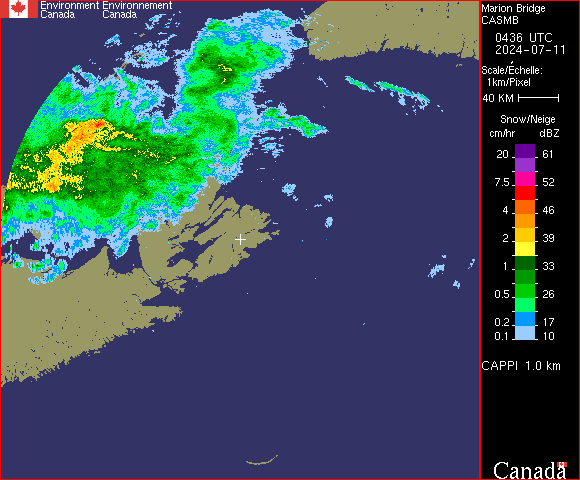 Environment Environnement
Canada Canada
Marion Bridge
CASMB
0436 UTC
2024-07-11
Scale/Échelle:
1km/Pixel
40 KM
Snow/Neige
cm/hr dBZ
20 61
7.5 52
4 46
2 39
1 33
0.5 26
0.2 17
0.1 10
CAPPI 1.0 km
Canada